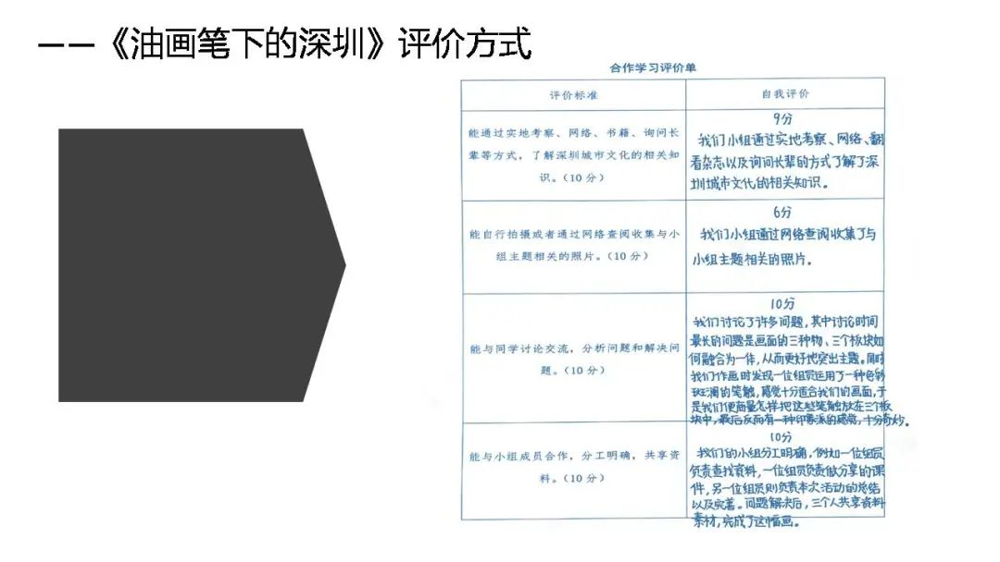 ——《油画笔下的深圳》评价方式
合作学习评价单
评价标准
自我评价
能通过实地考察、网络、书籍、询问长
辈等方式，了解深圳城市文化的相关知
识。（10 分）
9分
我们小组通过实地考察、网络、翻
看杂志以及询问长辈的方式了解了深
圳城市文化的相关知识。
能自行拍摄或者通过网络查阅收集与小
组主题相关的照片。（10 分）
6分
我们小组通过网络查阅收集了与
小组主题相关的照片。
能与同学讨论交流，分析问题和解决问
题。（10 分）
10分
我们讨论了许多问题，其中讨论时间
最长的问题是画面的三种物、三个板块如
何融合为一体，从而更好地突出主题。同时
我们作画时发现一位组员运用了一种色彩
斑斓的笔触，感觉十分适合我们的画面，于
是我们便商量怎样把这些笔触放在三个板
块中，最后反而有一种印象派的感觉，十分奇妙。
能与小组成员合作，分工明确，共享资
料。（10 分）
10分
我们的小组分工明确，例如一位组员
负责查找资料，一位组员负责做分享的课
件，另一位组员则负责本次活动的总结
以及完善。问题解决后，三个人共享资料
素材，完成了这幅画。